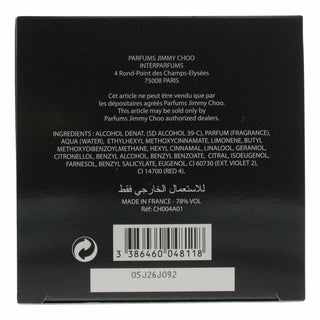 PARFUMS JIMMY CHOO
INTERPARFUMS
4 Rond-Point des Champs-Elysées
75008 PARIS
Cet article ne peut être vendu que par
les dépositaires agréés Parfums Jimmy Choo.
This article can only be sold by
Parfums Jimmy Choo authorized dealers.
INGREDIENTS : ALCOHOL DENAT. (SD ALCOHOL 39-C), PARFUM (FRAGRANCE),
AQUA (WATER), ETHYLHEXYL METHOXYCINNAMATE, LIMONENE, BUTYL
METHOXYDIBENZOYLMETHANE, HEXYL CINNAMAL, LINALOOL, GERANIOL,
CITRONELLOL, BENZYL ALCOHOL, BENZYL BENZOATE, CITRAL, ISOEUGENOL,
FARNESOL, BENZYL SALICYLATE, EUGENOL, CI 60730 (EXT. VIOLET 2),
CI 14700 (RED 4).
للاستعمال الخارجي فقط
MADE IN FRANCE - 78% VOL
Réf: CH004A01
3 386460 048118
05J26J092